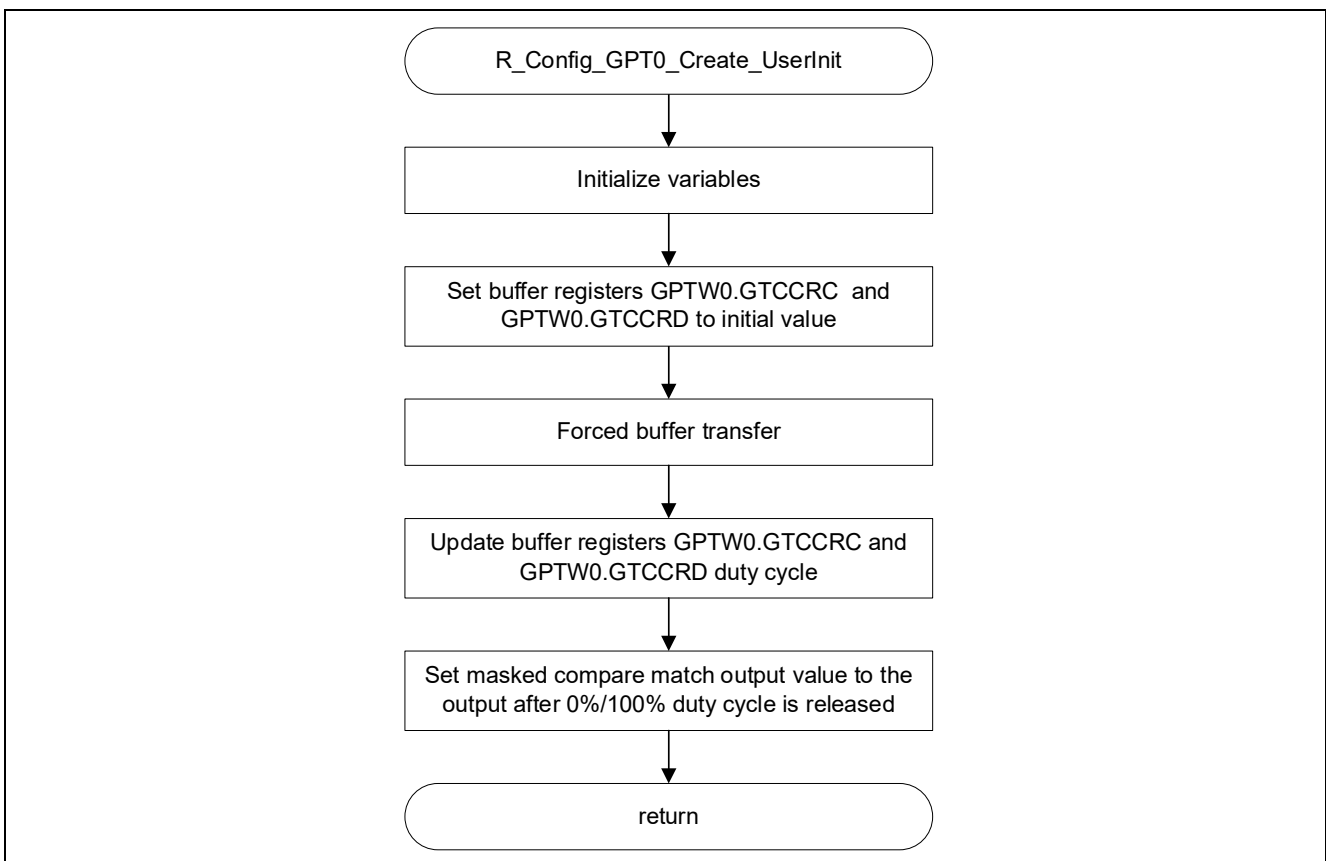 R_Config_GPT0_Create_UserInit
Initialize variables
Set buffer registers GPTW0.GTCCRC and
GPTW0.GTCCRD to initial value
Forced buffer transfer
Update buffer registers GPTW0.GTCCRC and
GPTW0.GTCCRD duty cycle
Set masked compare match output value to the
output after 0%/100% duty cycle is released
return